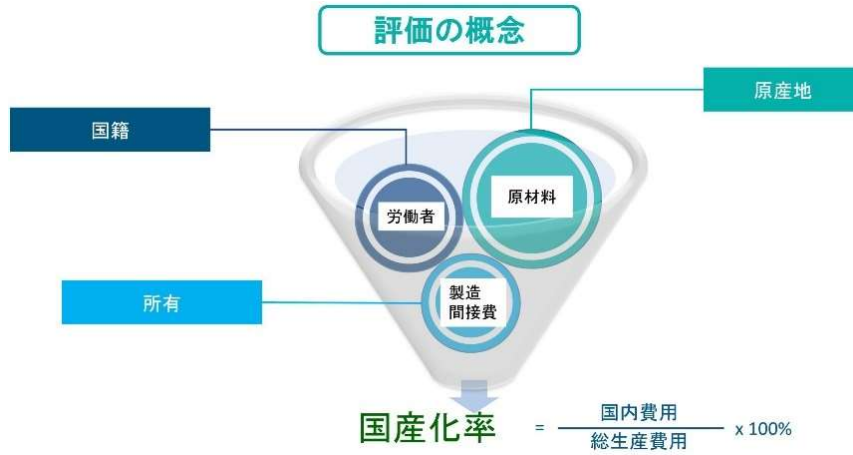 評価の概念
原産地
国籍
原材料
労働者
所有
製造
間接費
国産化率 = 国内費用
総生産費用 x 100%